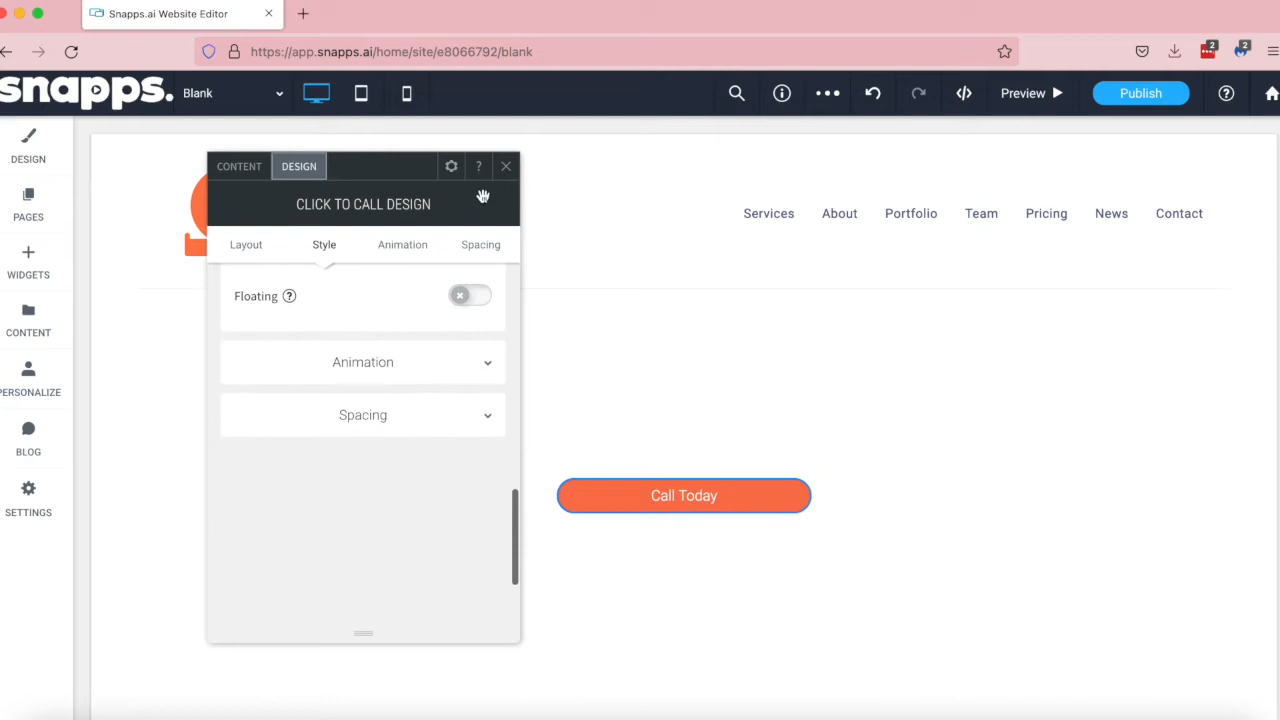 Snapps.ai Website Editor
https://app.snapps.ai/home/site/e8066792/blank
2
2
snapps.
Blank
Preview
Publish
DESIGN
PAGES
WIDGETS
CONTENT
PERSONALIZE
BLOG
SETTINGS
CONTENT
DESIGN
?
CLICK TO CALL DESIGN
Layout
Style
Animation
Spacing
Floating ?
Animation
Spacing
Services
About
Portfolio
Team
Pricing
News
Contact
Call Today